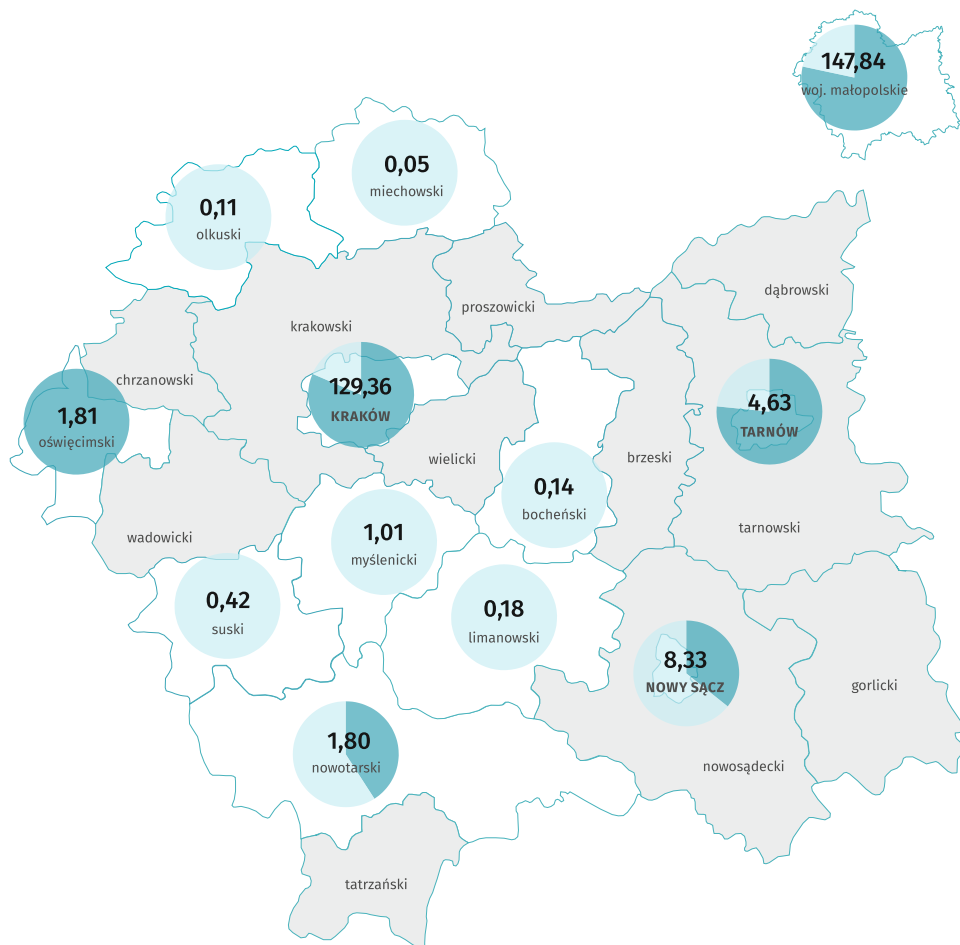 147,84
woj. małopolskie
0,05
miechowski
0,11
olkuski
dąbrowski
proszowicki
krakowski
chrzanowski
129,36
KRAKÓW
4,63
TARNÓW
1,81
oświęcimski
wielicki
brzeski
0,14
bocheński
tarnowski
wadowicki
1,01
myślenicki
0,42
suski
0,18
limanowski
8,33
NOWY SĄCZ
gorlicki
1,80
nowotarski
nowosądecki
tatrzański